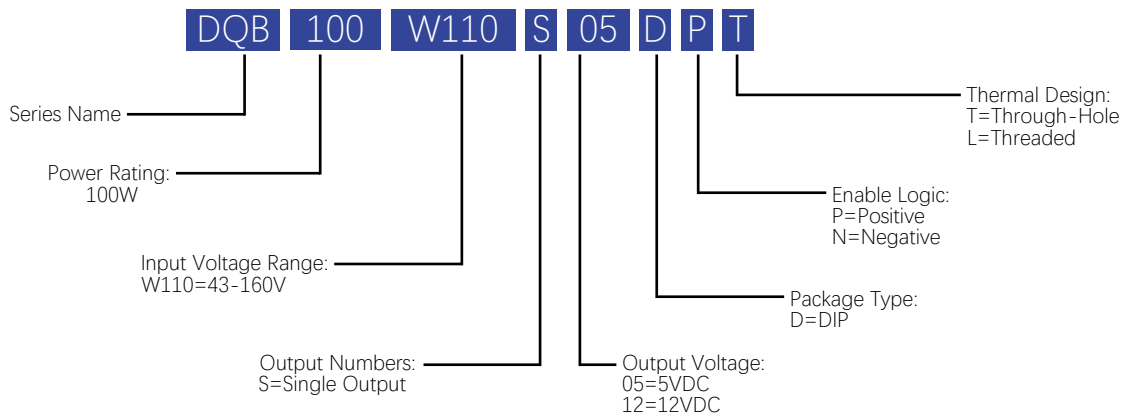 DQB 100 W110 S 05 D P T
Series Name
Power Rating:
100W
Input Voltage Range:
W110=43-160V
Output Numbers:
S=Single Output
Output Voltage:
05=5VDC
12=12VDC
Package Type:
D=DIP
Enable Logic:
P=Positive
N=Negative
Thermal Design:
T=Through-Hole
L=Threaded